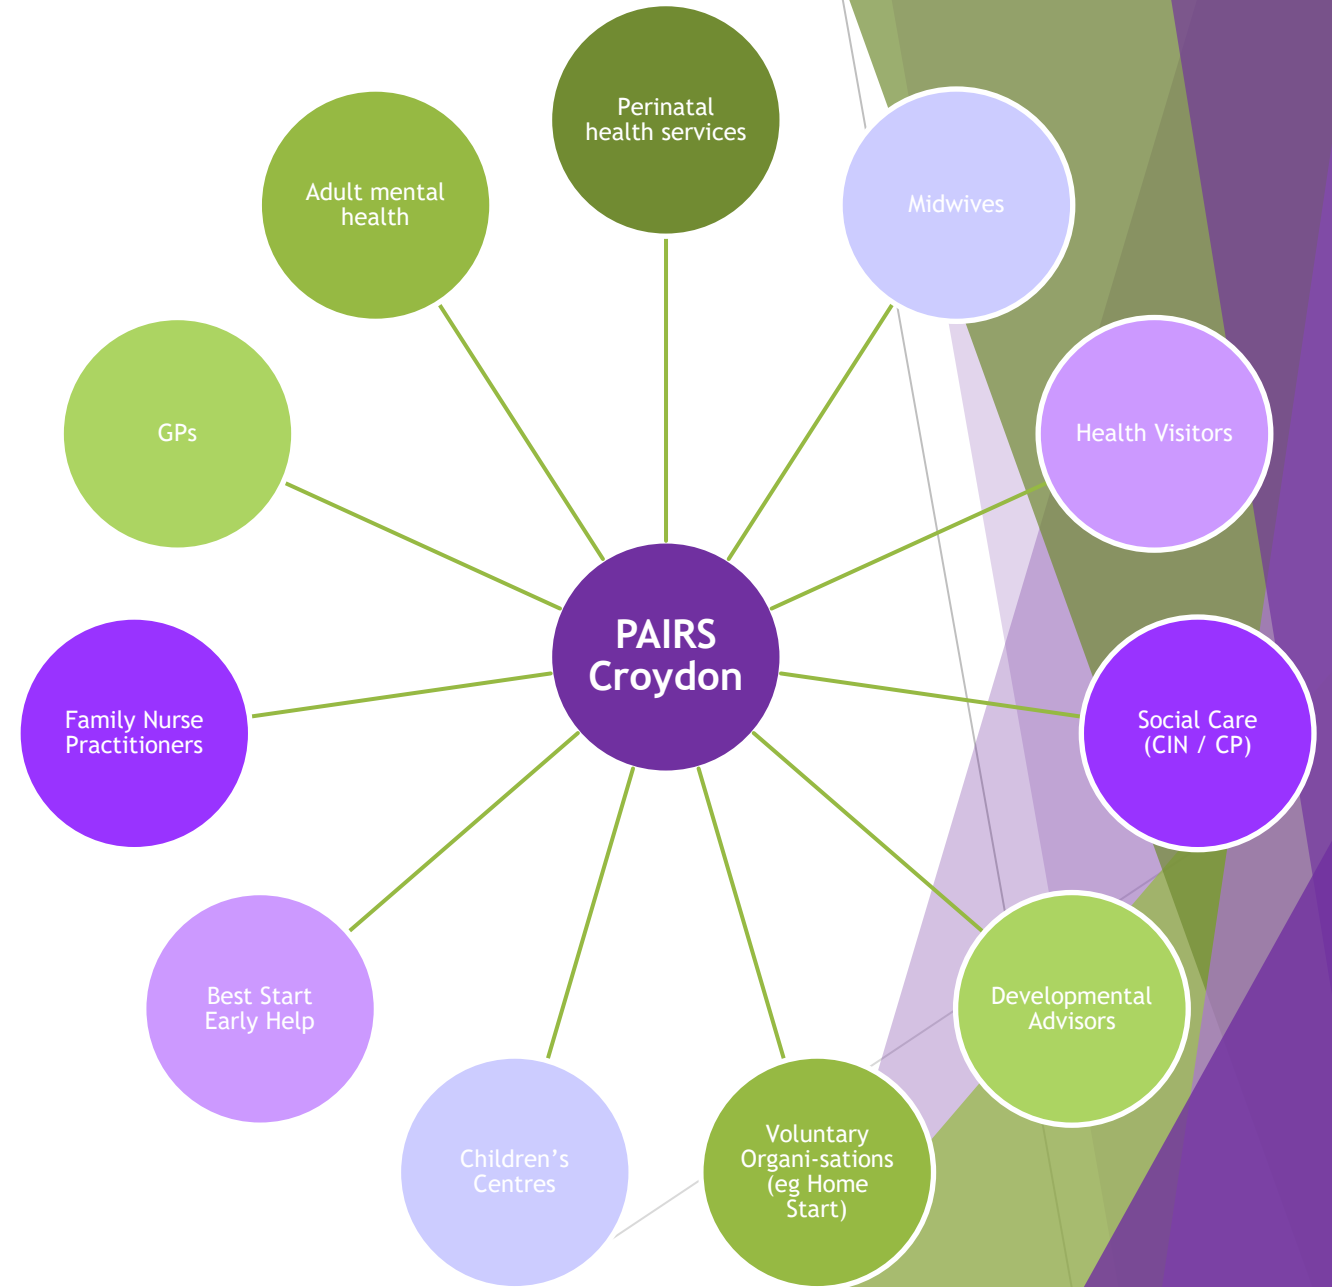 Perinatal
health services
Midwives
Health Visitors
Social Care
(CIN / CP)
Developmental
Advisors
Voluntary
Organi-sations
(eg Home
Start)
Children’s
Centres
Best Start
Early Help
Family Nurse
Practitioners
GPs
Adult mental
health
PAIRS
Croydon